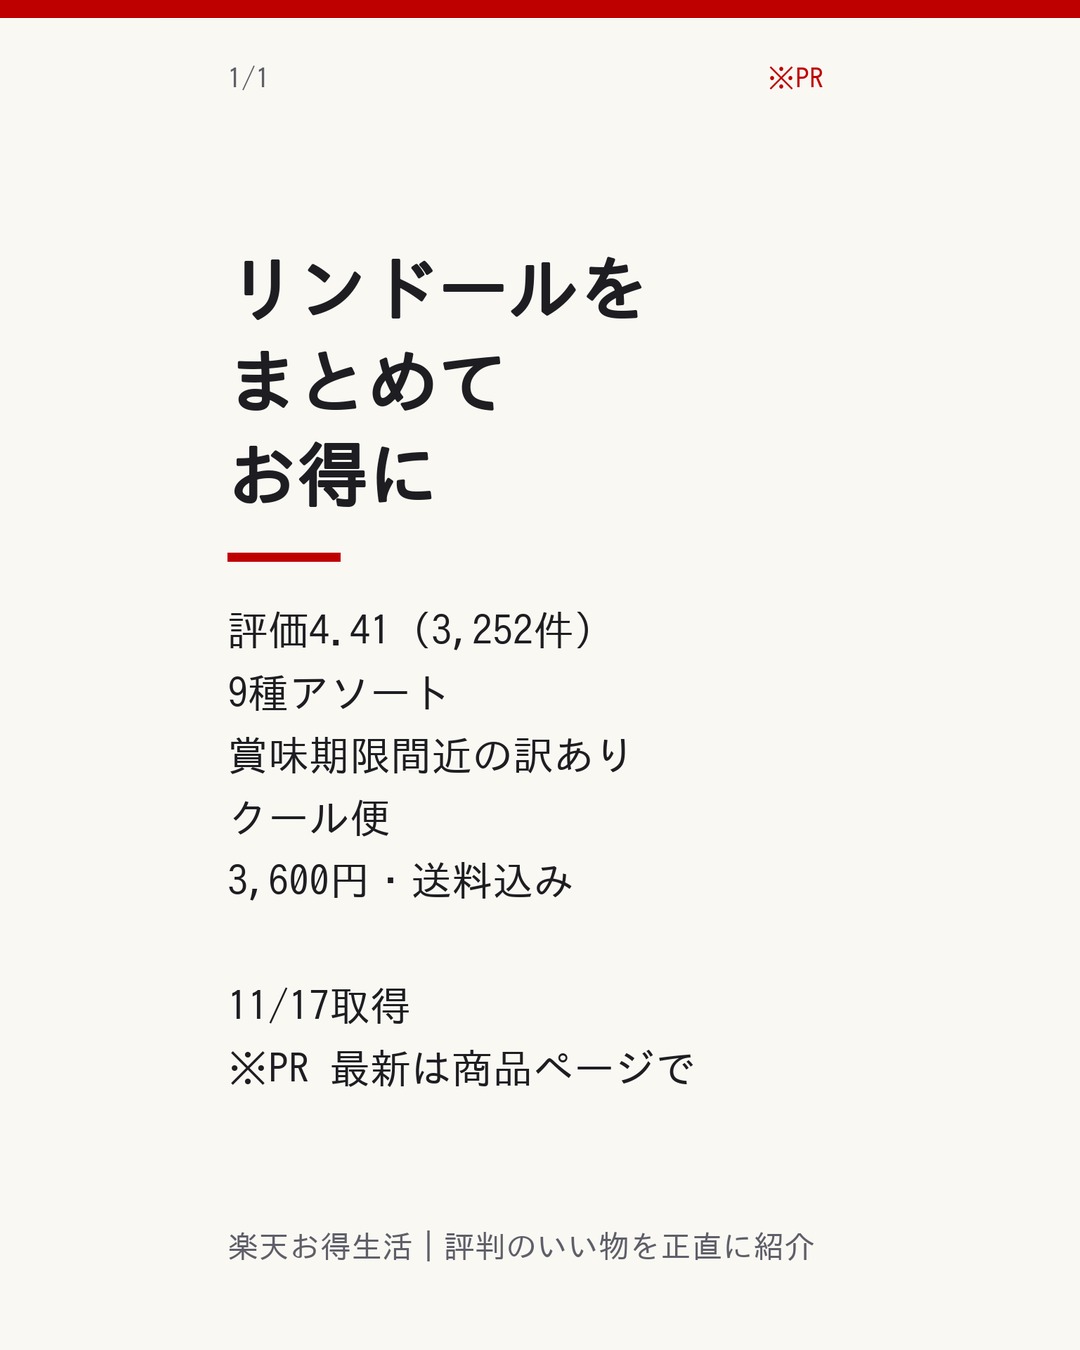 1/1 ※PR
リンドールを
まとめて
お得に
評価4.41（3,252件）
9種アソート
賞味期限間近の訳あり
クール便
3,600円・送料込み
11/17取得
※PR 最新は商品ページで
楽天お得生活｜評判のいい物を正直に紹介